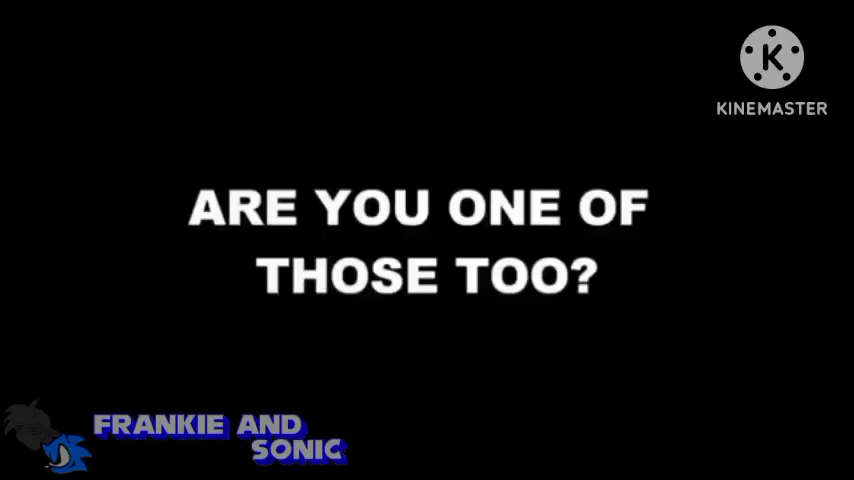 KINEMASTER
ARE YOU ONE OF
THOSE TOO?
FRANKIE AND
SONIC